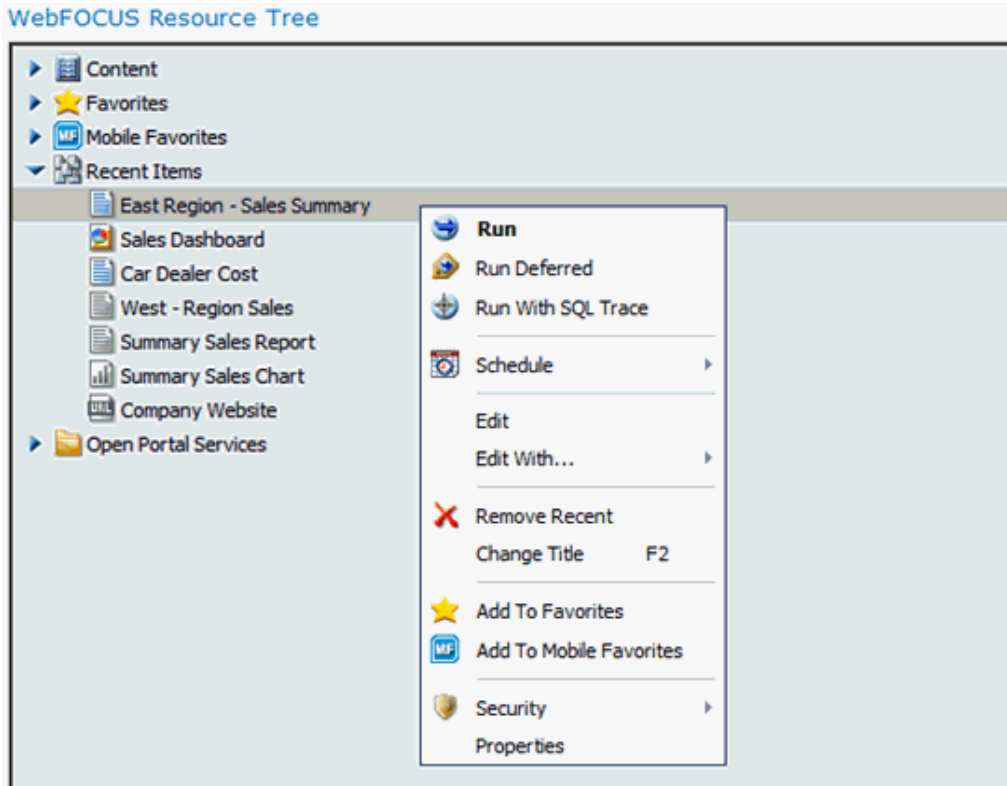 WebFOCUS Resource Tree
Content
Favorites
MF Mobile Favorites
Recent Items
East Region - Sales Summary
Sales Dashboard
Car Dealer Cost
West - Region Sales
Summary Sales Report
Summary Sales Chart
Company Website
Open Portal Services
Run
Run Deferred
Run With SQL Trace
Schedule
Edit
Edit With...
Remove Recent
Change Title F2
Add To Favorites
MF Add To Mobile Favorites
Security
Properties